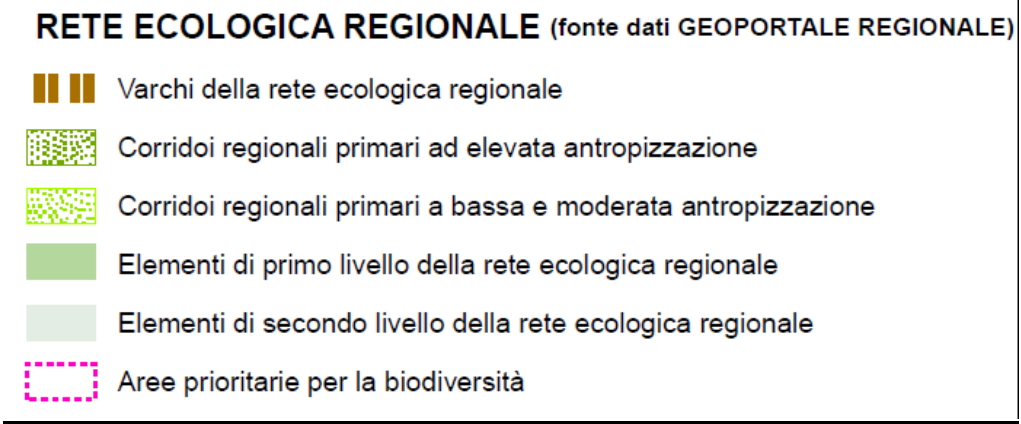 RETE ECOLOGICA REGIONALE (fonte dati GEOPORTALE REGIONALE)
Varchi della rete ecologica regionale
Corridoi regionali primari ad elevata antropizzazione
Corridoi regionali primari a bassa e moderata antropizzazione
Elementi di primo livello della rete ecologica regionale
Elementi di secondo livello della rete ecologica regionale
Aree prioritarie per la biodiversità